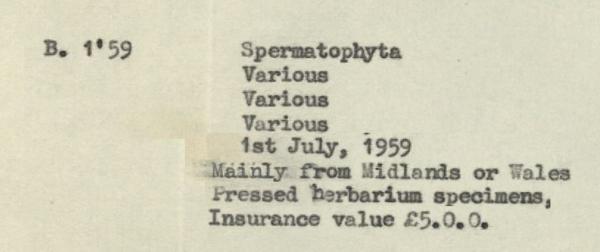 B. 1'59 Spermatophyta
Various
Various
Various
1st July, 1959
Mainly from Midlands or Wales
Pressed herbarium specimens,
Insurance value £5.0.0.